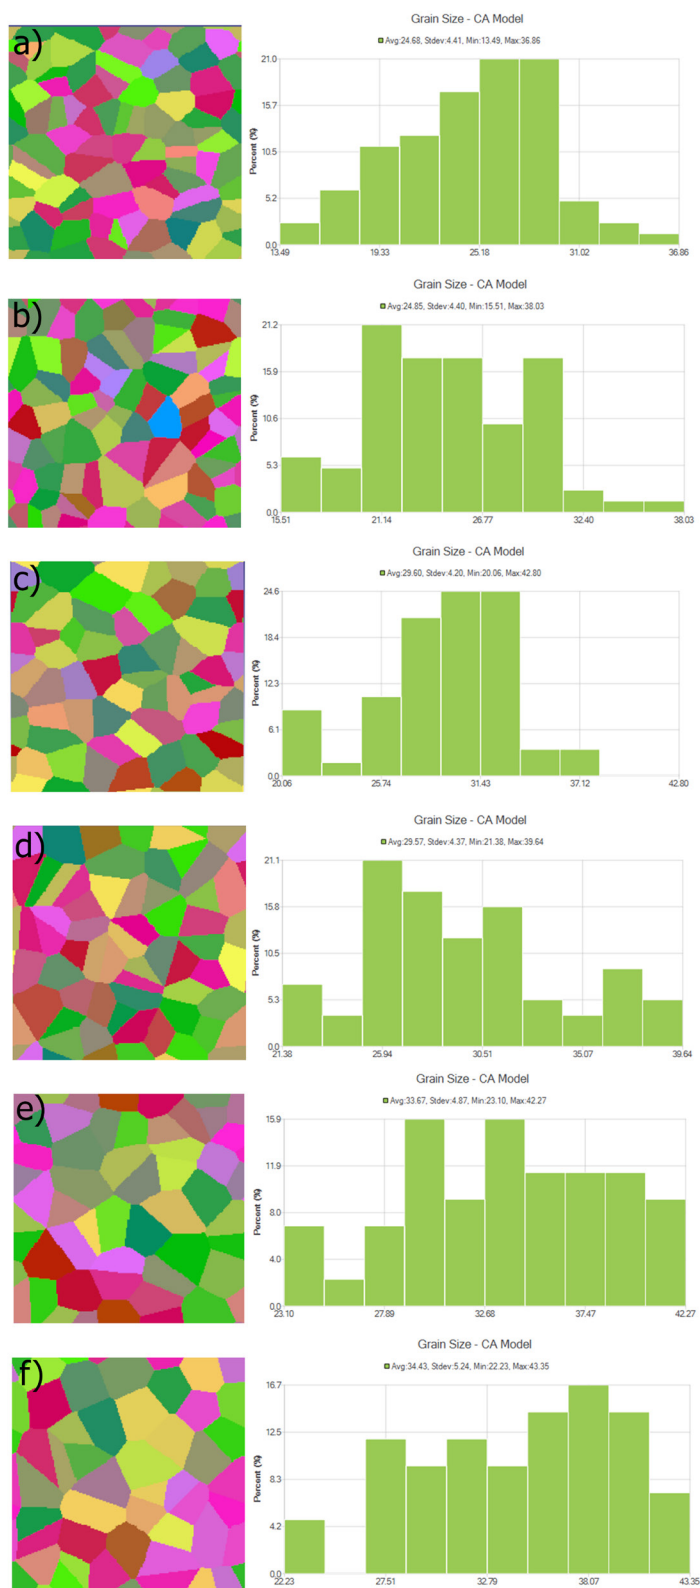 a)
Grain Size - CA Model
Avg:24.68, Stdev:4.41, Min:13.49, Max:36.86
Percent (%)
21.0
15.7
10.5
5.2
0.0
13.49 19.33 25.18 31.02 36.86
b)
Grain Size - CA Model
Avg:24.85, Stdev:4.40, Min:15.51, Max:38.03
Percent (%)
21.2
15.9
10.6
5.3
0.0
15.51 21.14 26.77 32.40 38.03
c)
Grain Size - CA Model
Avg:29.60, Stdev:4.20, Min:20.06, Max:42.80
Percent (%)
24.6
18.4
12.3
6.1
0.0
20.06 25.74 31.43 37.12 42.80
d)
Grain Size - CA Model
Avg:29.57, Stdev:4.37, Min:21.38, Max:39.64
Percent (%)
21.1
15.8
10.5
5.3
0.0
21.38 25.94 30.51 35.07 39.64
e)
Grain Size - CA Model
Avg:33.67, Stdev:4.87, Min:23.10, Max:42.27
Percent (%)
15.9
11.9
8.0
4.0
0.0
23.10 27.89 32.68 37.47 42.27
f)
Grain Size - CA Model
Avg:34.43, Stdev:5.24, Min:22.23, Max:43.35
Percent (%)
16.7
12.5
8.3
4.2
0.0
22.23 27.51 32.79 38.07 43.35